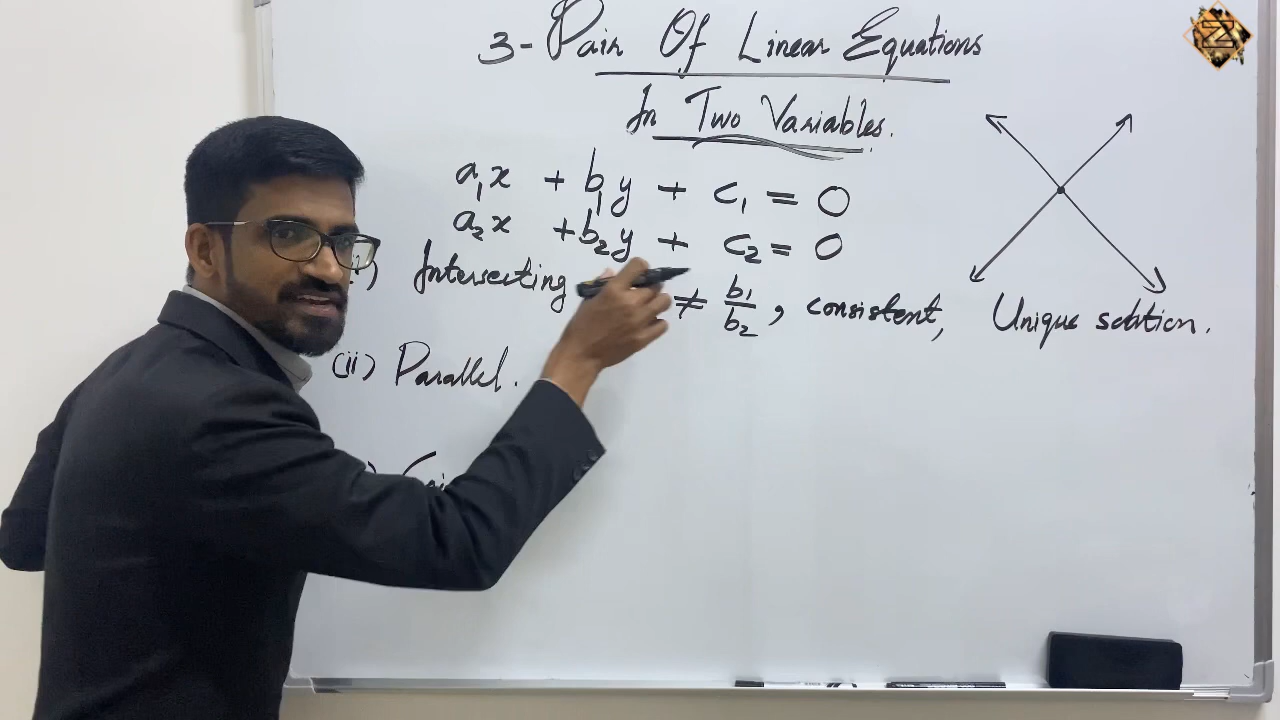 3- Pair Of Linear Equations
In Two Variables.
a₁x + b₁y + c₁ = 0
a₂x + b₂y + c₂ = 0
i) Intersecting ≠ b₁/b₂, consistent, Unique solution.
(ii) Parallel.